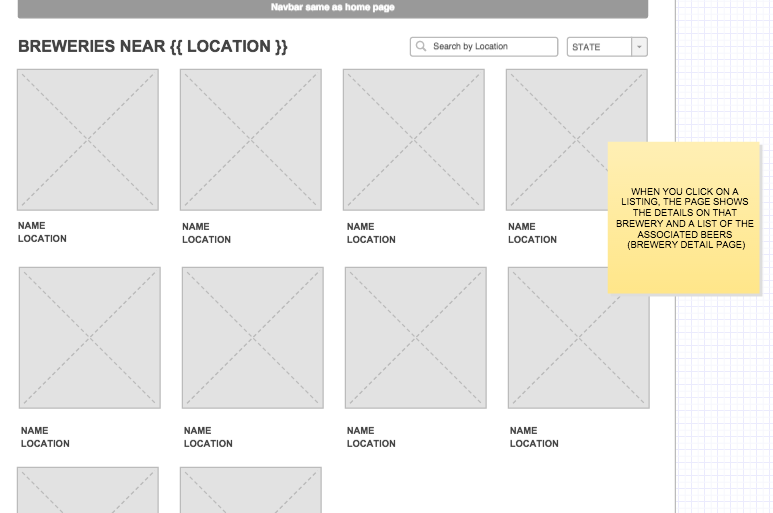 Navbar same as home page
BREWERIES NEAR {{ LOCATION }}
Search by Location
STATE
NAME
LOCATION
NAME
LOCATION
NAME
LOCATION
NAME
LOCATION
WHEN YOU CLICK ON A
LISTING, THE PAGE SHOWS
THE DETAILS ON THAT
BREWERY AND A LIST OF THE
ASSOCIATED BEERS
(BREWERY DETAIL PAGE)
NAME
LOCATION
NAME
LOCATION
NAME
LOCATION
NAME
LOCATION